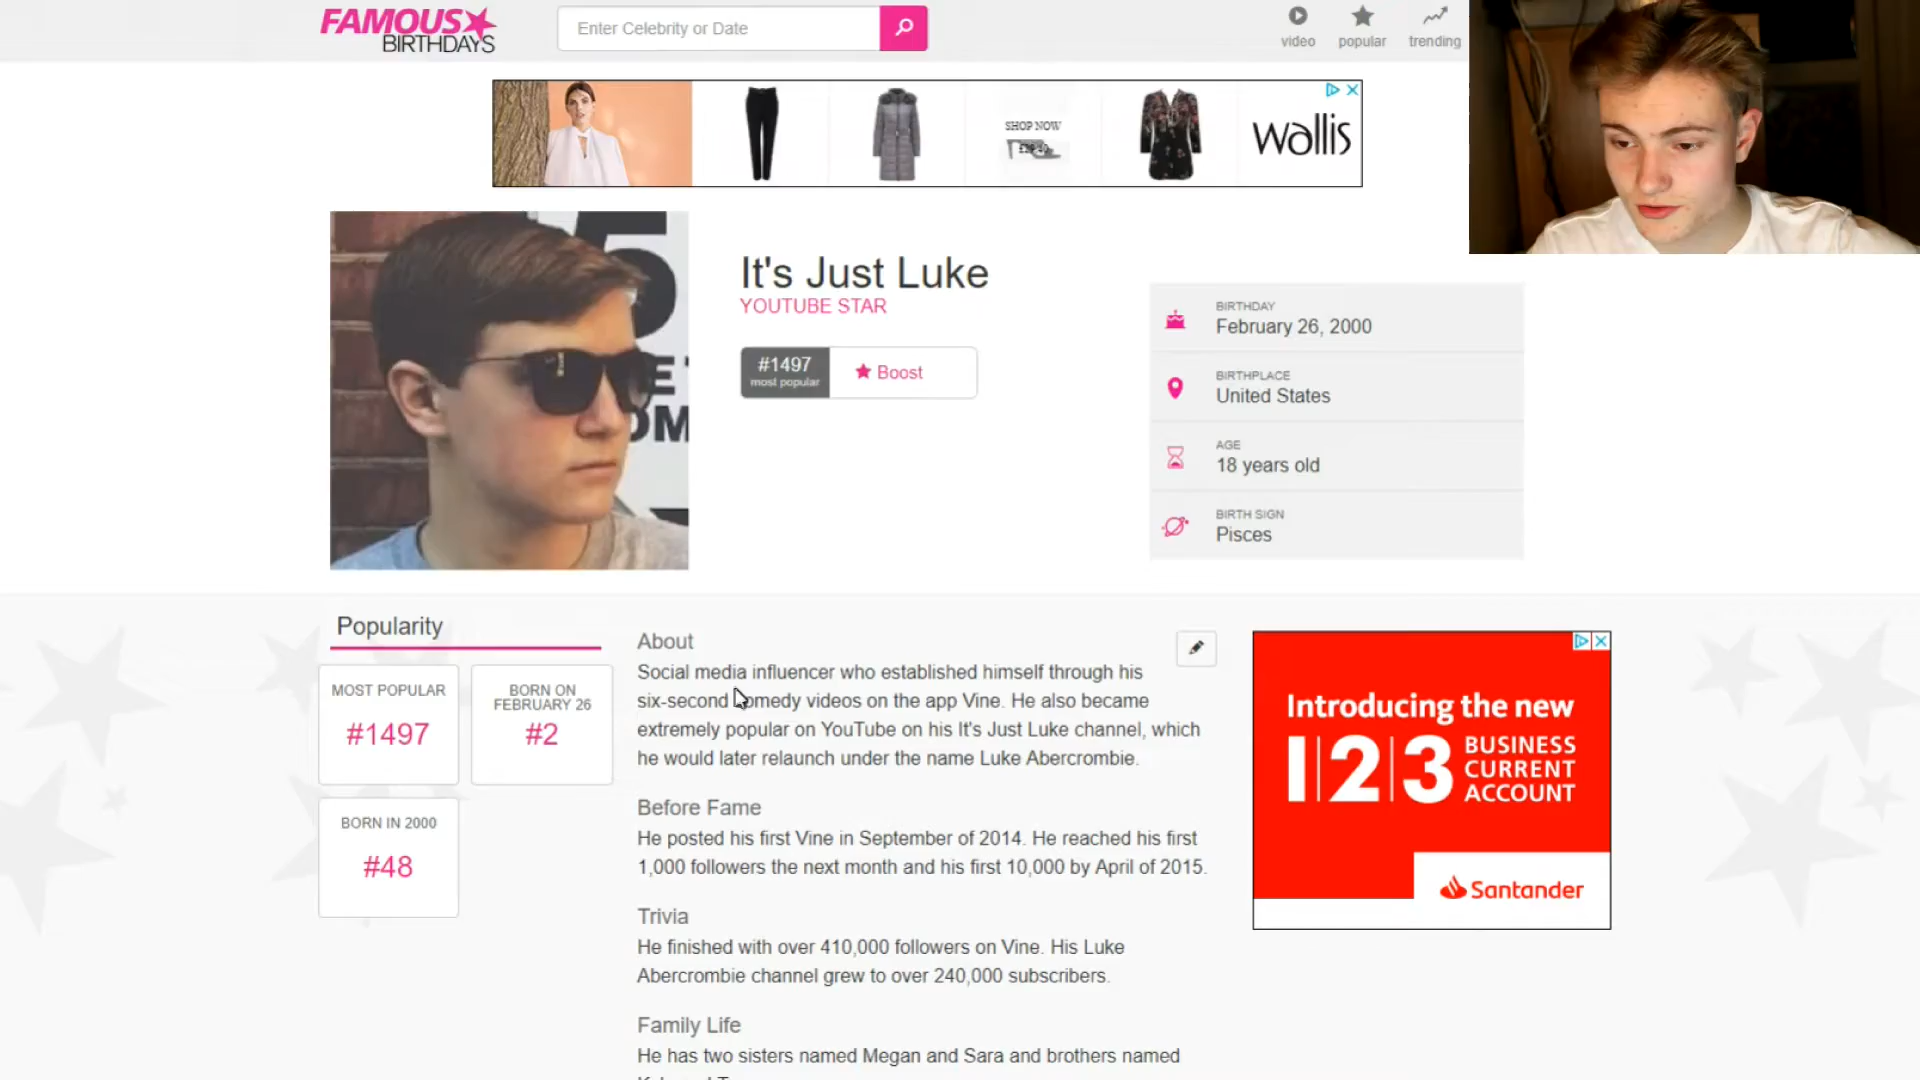 FAMOUS
BIRTHDAYS
Enter Celebrity or Date
video
popular
trending
SHOP NOW
wallis
It's Just Luke
YOUTUBE STAR
#1497
most popular
Boost
BIRTHDAY
February 26, 2000
BIRTHPLACE
United States
AGE
18 years old
BIRTH SIGN
Pisces
Popularity
MOST POPULAR
#1497
BORN ON
FEBRUARY 26
#2
BORN IN 2000
#48
About
Social media influencer who established himself through his
six-second comedy videos on the app Vine. He also became
extremely popular on YouTube on his It's Just Luke channel, which
he would later relaunch under the name Luke Abercrombie.
Before Fame
He posted his first Vine in September of 2014. He reached his first
1,000 followers the next month and his first 10,000 by April of 2015.
Trivia
He finished with over 410,000 followers on Vine. His Luke
Abercrombie channel grew to over 240,000 subscribers.
Family Life
He has two sisters named Megan and Sara and brothers named
Introducing the new
1|2|3 BUSINESS
CURRENT
ACCOUNT
Santander